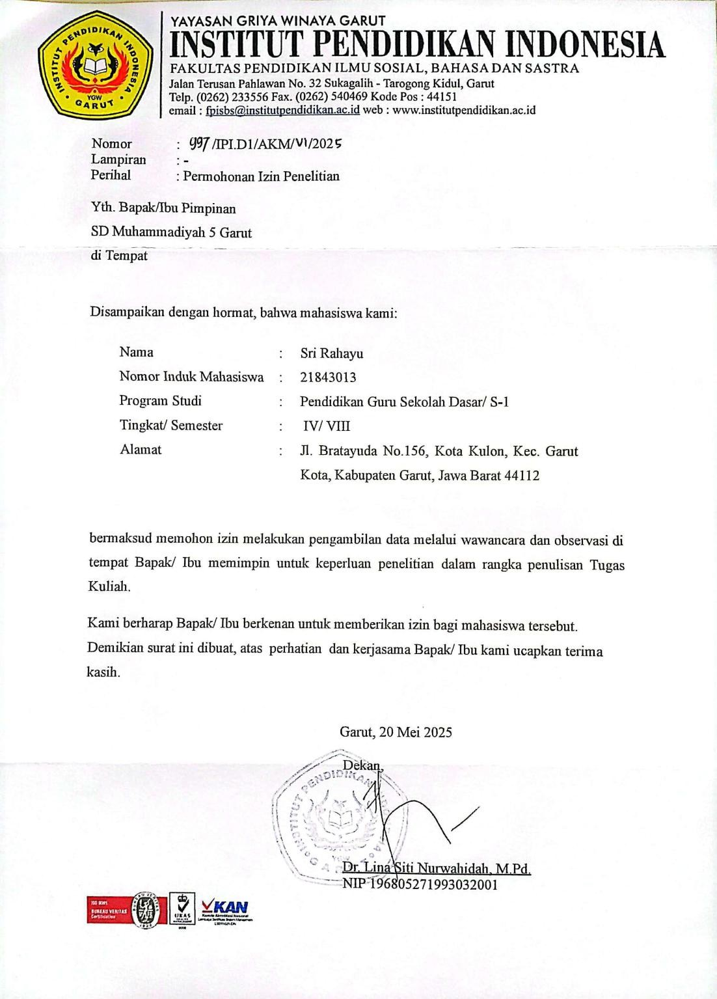 INSTITUT PENDIDIKAN INDONESIA
YGW
GARUT
YAYASAN GRIYA WINAYA GARUT
INSTITUT PENDIDIKAN INDONESIA
FAKULTAS PENDIDIKAN ILMU SOSIAL, BAHASA DAN SASTRA
Jalan Terusan Pahlawan No. 32 Sukagalih - Tarogong Kidul, Garut
Telp. (0262) 233556 Fax. (0262) 540469 Kode Pos : 44151
email : fpisbs@institutpendidikan.ac.id web : www.institutpendidikan.ac.id
Nomor : 997/IPI.D1/AKM/VI/2025
Lampiran : -
Perihal : Permohonan Izin Penelitian
Yth. Bapak/Ibu Pimpinan
SD Muhammadiyah 5 Garut
di Tempat
Disampaikan dengan hormat, bahwa mahasiswa kami:
Nama : Sri Rahayu
Nomor Induk Mahasiswa : 21843013
Program Studi : Pendidikan Guru Sekolah Dasar/ S-1
Tingkat/ Semester : IV/ VIII
Alamat : Jl. Bratayuda No.156, Kota Kulon, Kec. Garut
Kota, Kabupaten Garut, Jawa Barat 44112
bermaksud memohon izin melakukan pengambilan data melalui wawancara dan observasi di
tempat Bapak/ Ibu memimpin untuk keperluan penelitian dalam rangka penulisan Tugas
Kuliah.
Kami berharap Bapak/ Ibu berkenan untuk memberikan izin bagi mahasiswa tersebut.
Demikian surat ini dibuat, atas perhatian dan kerjasama Bapak/ Ibu kami ucapkan terima
kasih.
Garut, 20 Mei 2025
Dekan,
INSTITUT PENDIDIKAN INDONESIA
YGW
GARUT
Dr. Lina Siti Nurwahidah, M.Pd.
NIP 196805271993032001
ISO 9001
BUREAU VERITAS
Certification
BUREAU VERITAS
1828
UKAS
QUALITY
MANAGEMENT
KAN
Komite Akreditasi Nasional